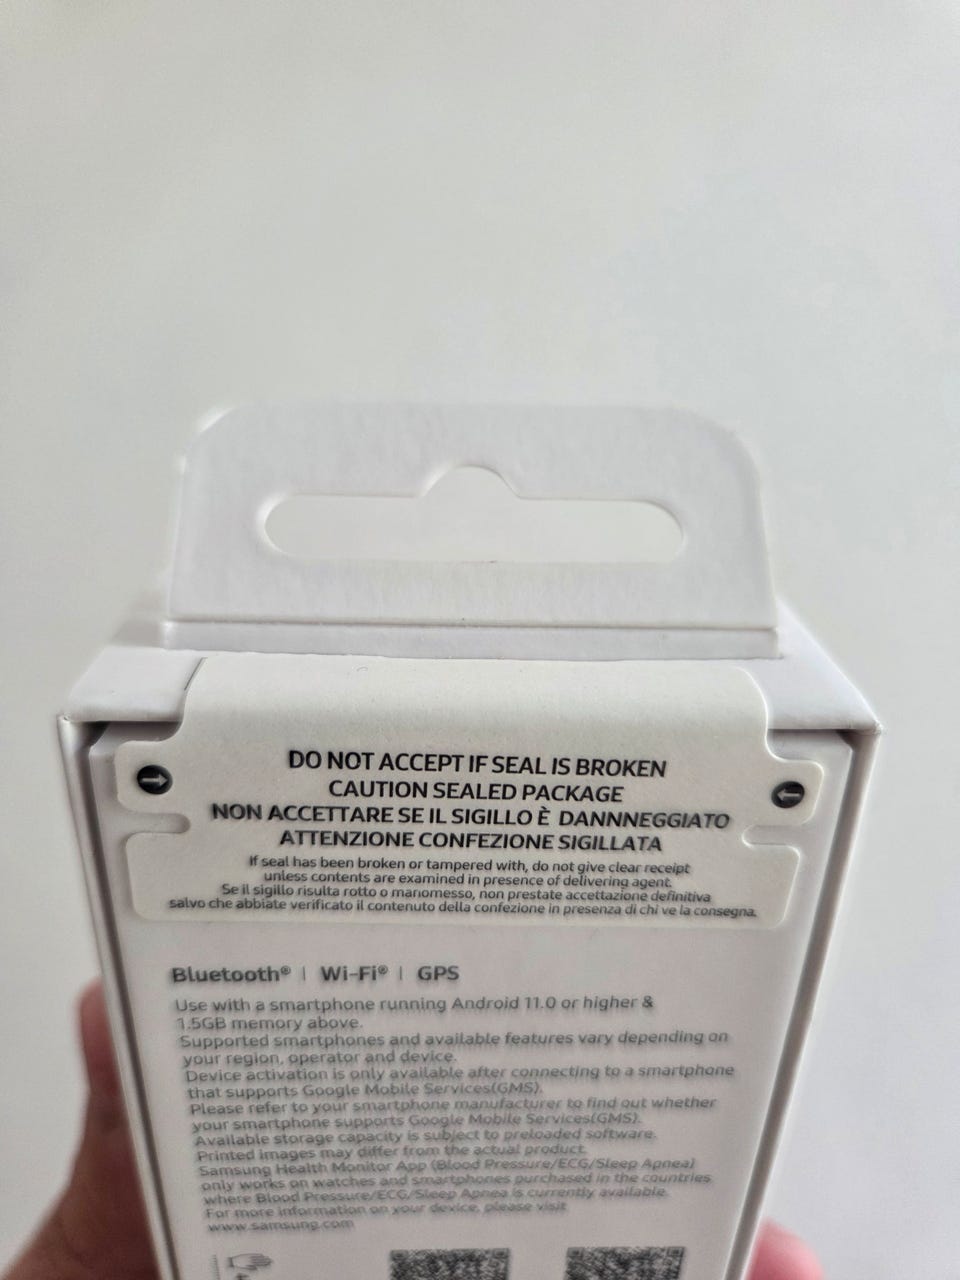 DO NOT ACCEPT IF SEAL IS BROKEN
CAUTION SEALED PACKAGE
NON ACCETTARE SE IL SIGILLO È DANNNEGGIATO
ATTENZIONE CONFEZIONE SIGILLATA
If seal has been broken or tampered with, do not give clear receipt
unless contents are examined in presence of delivering agent.
Se il sigillo risulta rotto o manomesso, non prestate accettazione definitiva
salvo che abbiate verificato il contenuto della confezione in presenza di chi ve la consegna.
Bluetooth® | Wi-Fi® | GPS
Use with a smartphone running Android 11.0 or higher &
1.5GB memory above.
Supported smartphones and available features vary depending on
your region, operator and device.
Device activation is only available after connecting to a smartphone
that supports Google Mobile Services(GMS).
Please refer to your smartphone manufacturer to find out whether
your smartphone supports Google Mobile Services(GMS).
Available storage capacity is subject to preloaded software.
Printed images may differ from the actual product.
Samsung Health Monitor App (Blood Pressure/ECG/Sleep Apnea)
only works on watches and smartphones purchased in the countries
where Blood Pressure/ECG/Sleep Apnea is currently available.
For more information on your device, please visit
www.samsung.com